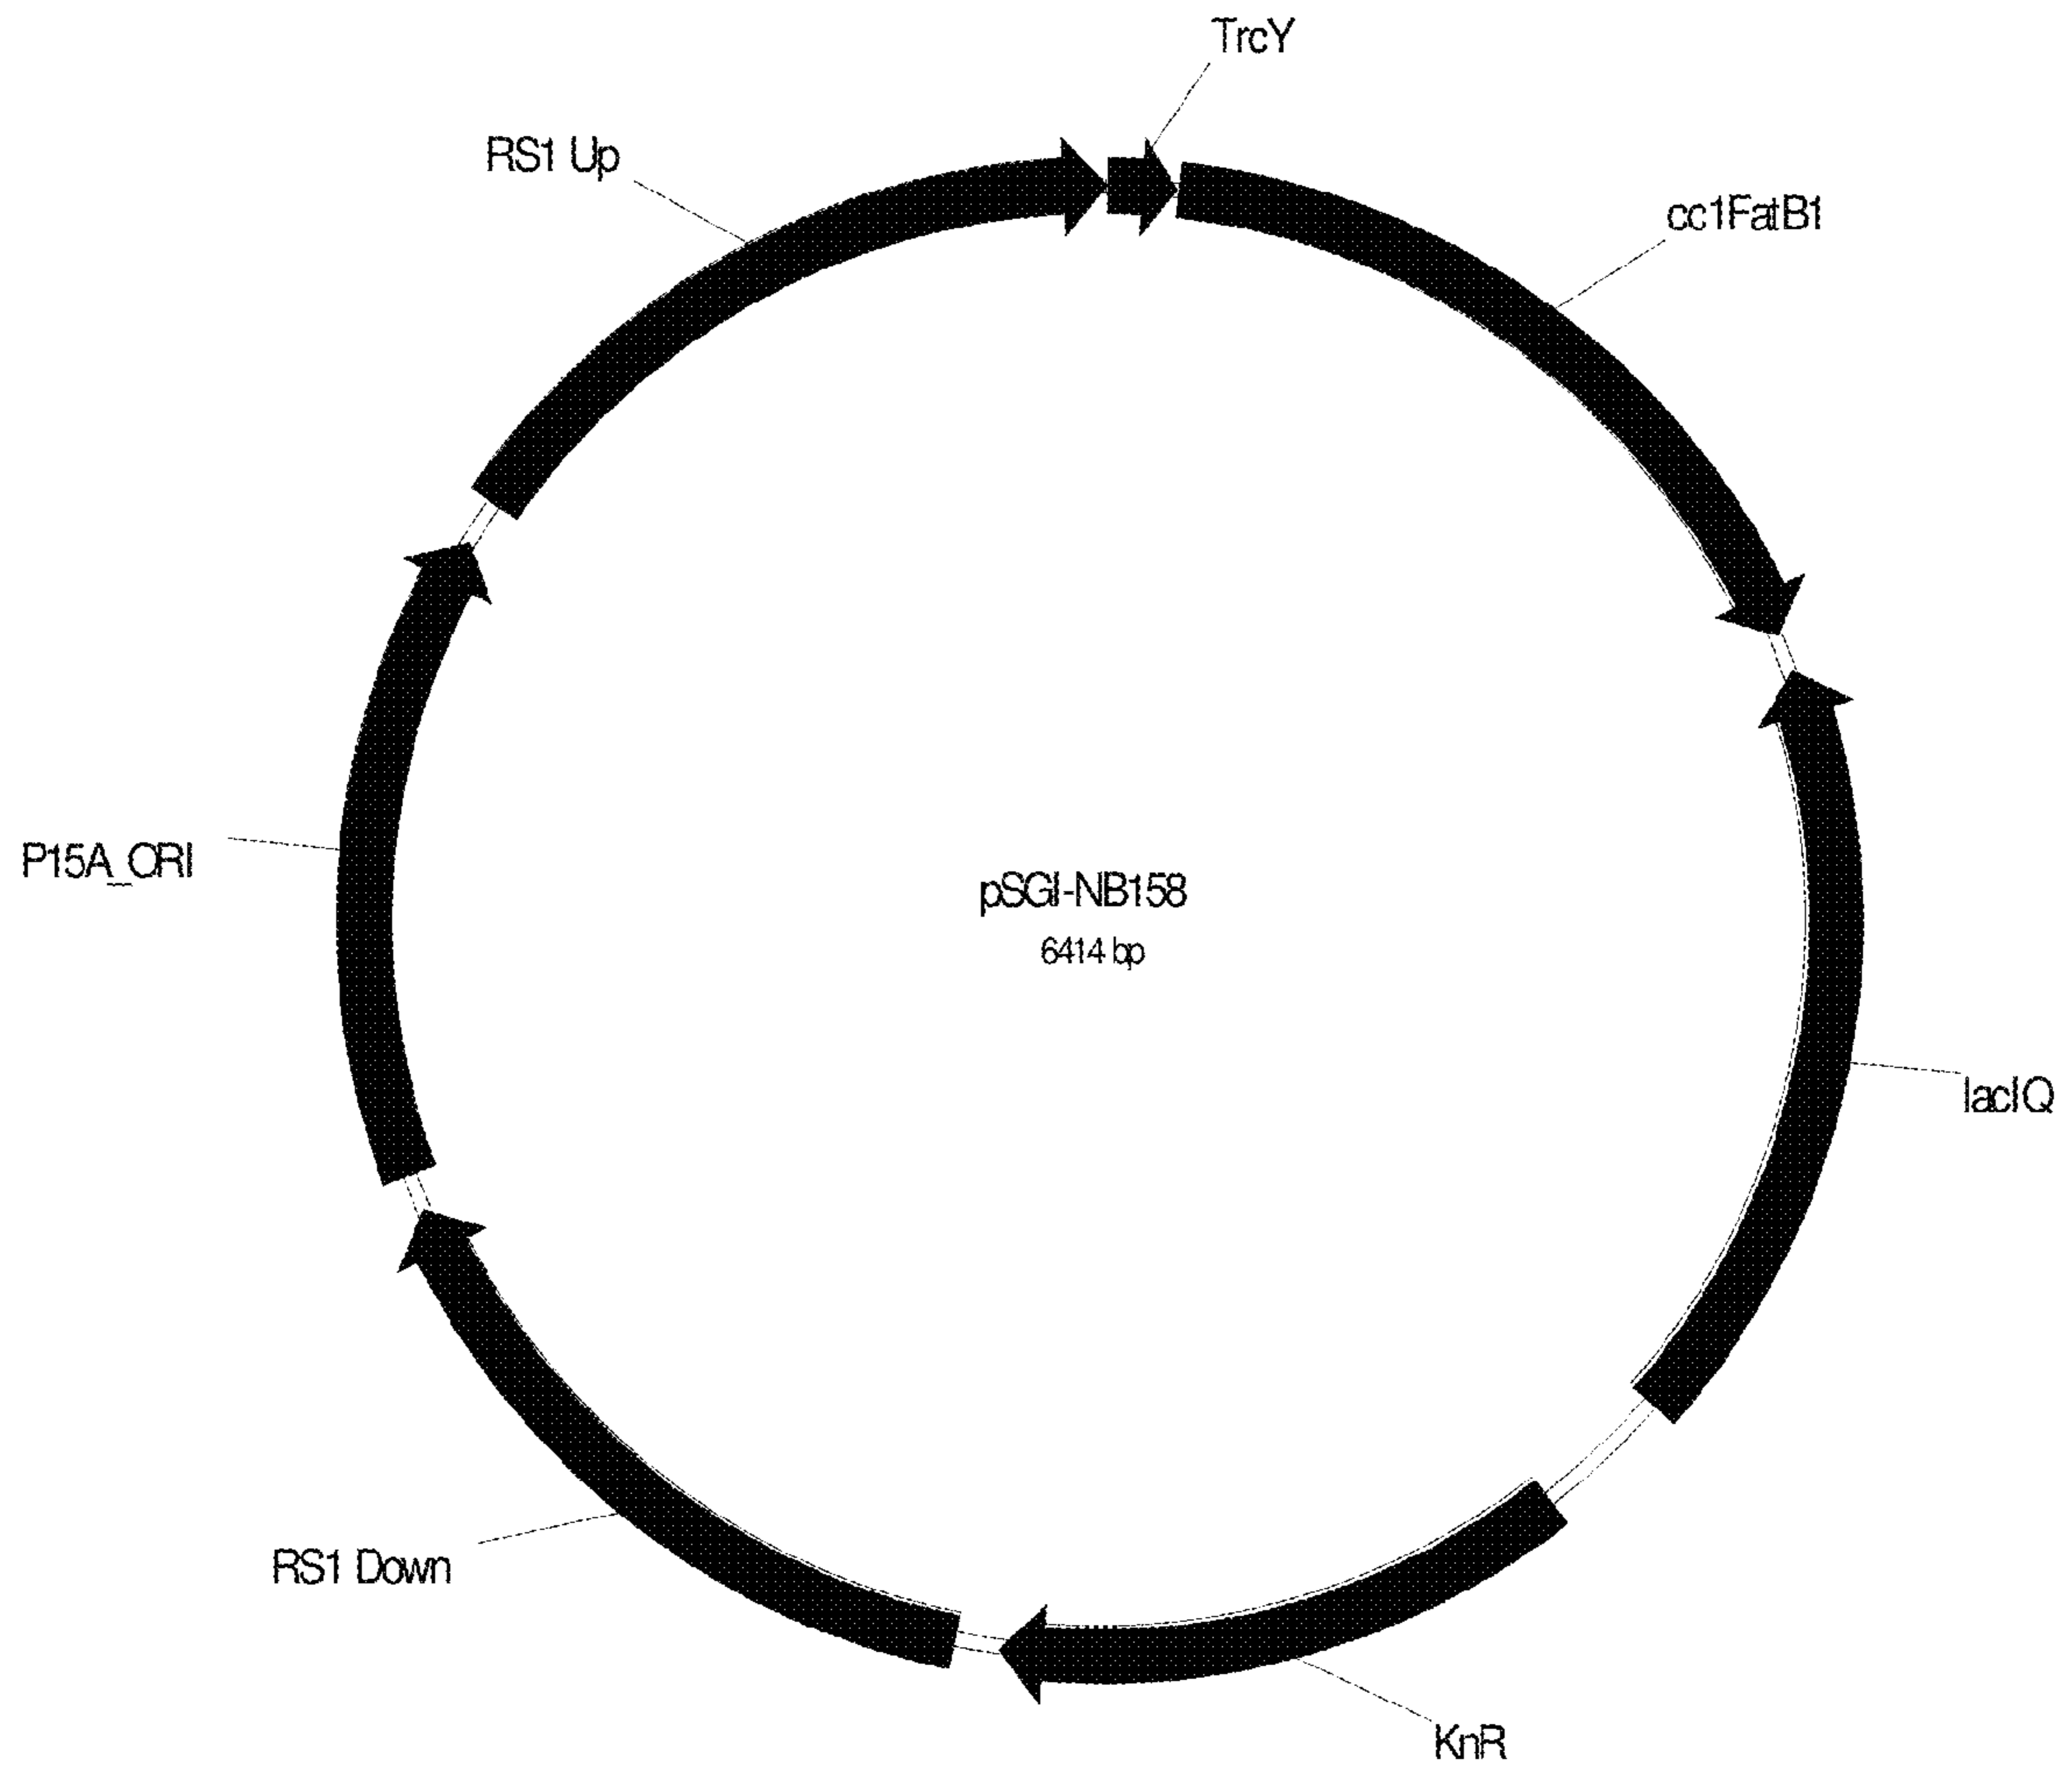 TrcY
RS1 Up
cc1FatB1
P15A_ORI
pSGI-NB158
6414 bp
lacIQ
RS1 Down
KnR